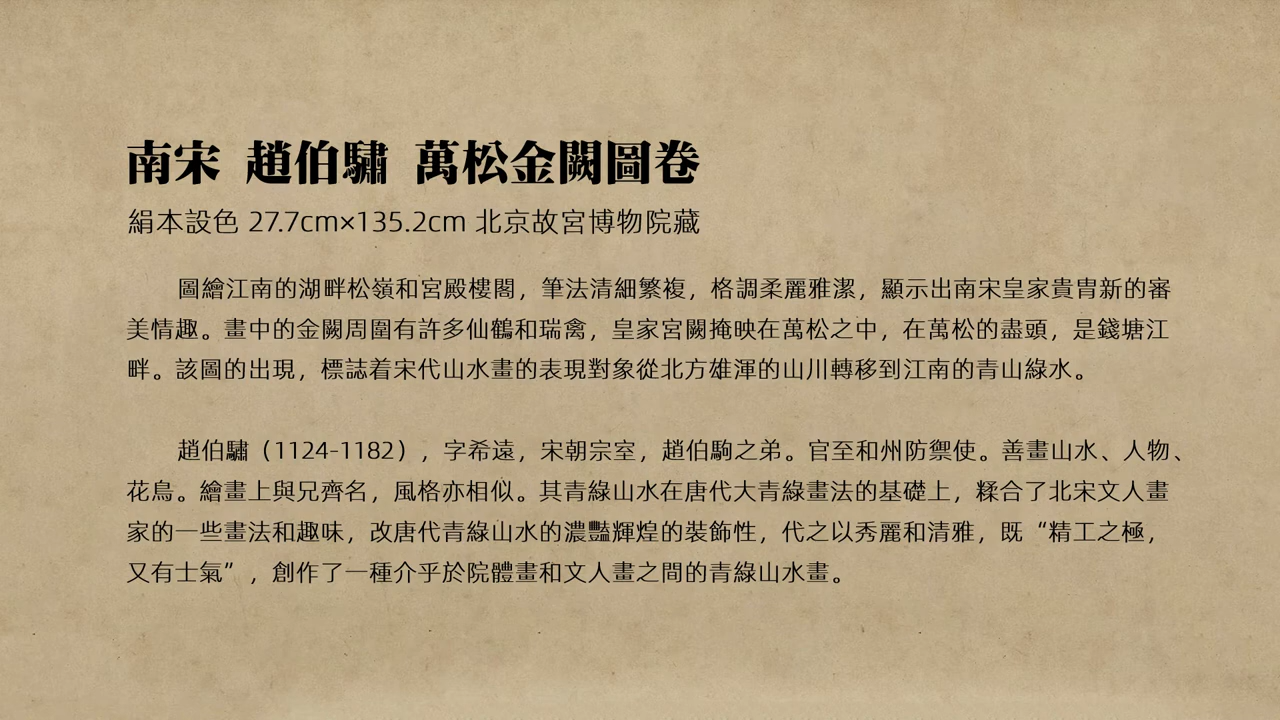 南宋 趙伯驌 萬松金闕圖卷
絹本設色 27.7cm×135.2cm 北京故宮博物院藏
圖繪江南的湖畔松嶺和宮殿樓閣，筆法清細繁複，格調柔麗雅潔，顯示出南宋皇家貴胄新的審
美情趣。畫中的金闕周圍有許多仙鶴和瑞禽，皇家宮闕掩映在萬松之中，在萬松的盡頭，是錢塘江
畔。該圖的出現，標誌着宋代山水畫的表現對象從北方雄渾的山川轉移到江南的青山綠水。
趙伯驌（1124-1182），字希遠，宋朝宗室，趙伯駒之弟。官至和州防禦使。善畫山水、人物、
花鳥。繪畫上與兄齊名，風格亦相似。其青綠山水在唐代大青綠畫法的基礎上，糅合了北宋文人畫
家的一些畫法和趣味，改唐代青綠山水的濃豔輝煌的裝飾性，代之以秀麗和清雅，既“精工之極，
又有士氣”，創作了一種介乎於院體畫和文人畫之間的青綠山水畫。